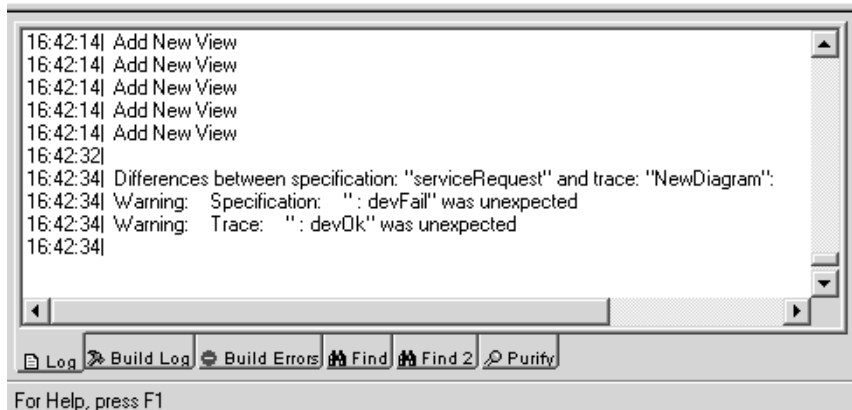 16:42:14| Add New View
16:42:14| Add New View
16:42:14| Add New View
16:42:14| Add New View
16:42:14| Add New View
16:42:32|
16:42:34| Differences between specification: "serviceRequest" and trace: "NewDiagram":
16:42:34| Warning: Specification: " : devFail" was unexpected
16:42:34| Warning: Trace: " : devOk" was unexpected
16:42:34|
Log Build Log Build Errors Find Find 2 Purify
For Help, press F1